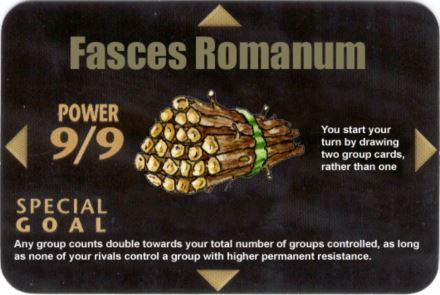 Fasces Romanum
POWER
9/9
You start your
turn by drawing
two group cards,
rather than one
SPECIAL
GOAL
Any group counts double towards your total number of groups controlled, as long
as none of your rivals control a group with higher permanent resistance.